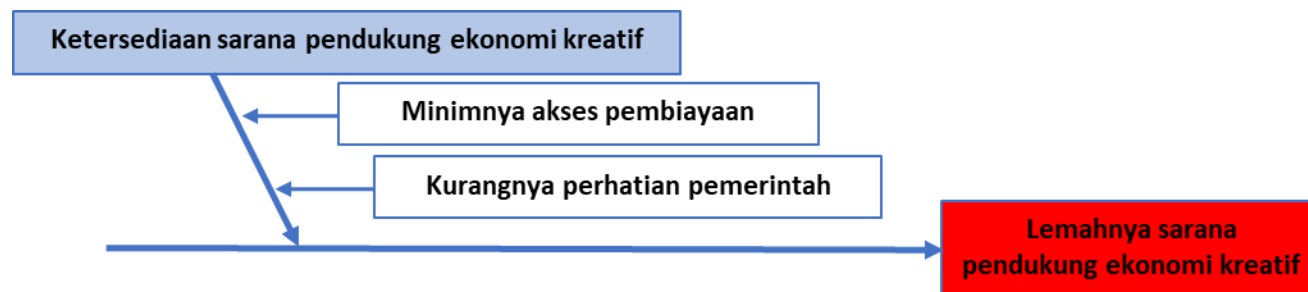 Ketersediaan sarana pendukung ekonomi kreatif
Minimnya akses pembiayaan
Kurangnya perhatian pemerintah
Lemahnya sarana
pendukung ekonomi kreatif